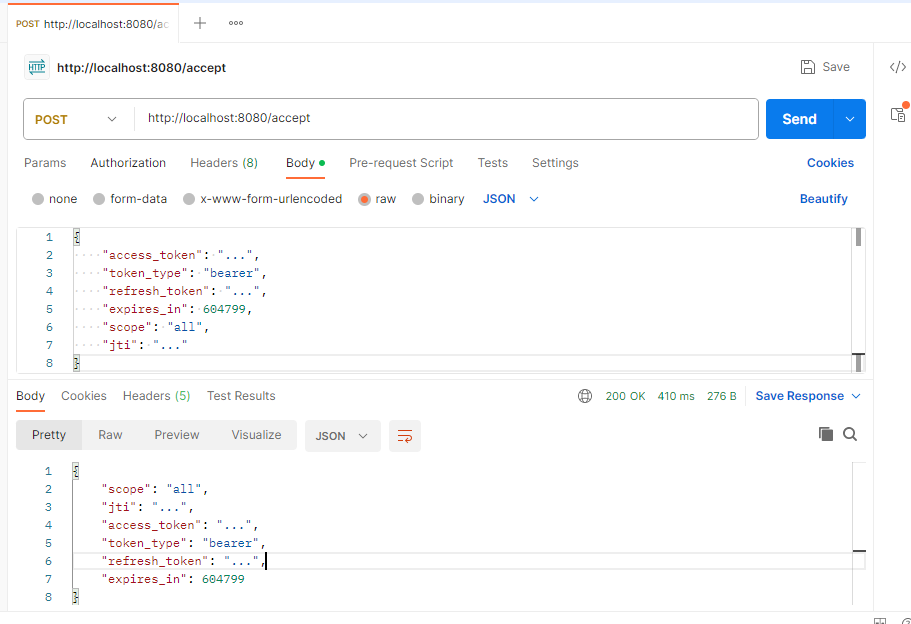 POST http://localhost:8080/ac
HTTP http://localhost:8080/accept
Save
POST http://localhost:8080/accept
Send
Params Authorization Headers (8) Body Pre-request Script Tests Settings Cookies
none form-data x-www-form-urlencoded raw binary JSON Beautify
1 {
2 ····"access_token":·"...",
3 ····"token_type":·"bearer",
4 ····"refresh_token":·"...",
5 ····"expires_in":·604799,
6 ····"scope":·"all",
7 ····"jti":·"..."
8 }
Body Cookies Headers (5) Test Results 200 OK 410 ms 276 B Save Response
Pretty Raw Preview Visualize JSON
1 {
2 "scope": "all",
3 "jti": "...",
4 "access_token": "...",
5 "token_type": "bearer",
6 "refresh_token": "...",
7 "expires_in": 604799
8 }